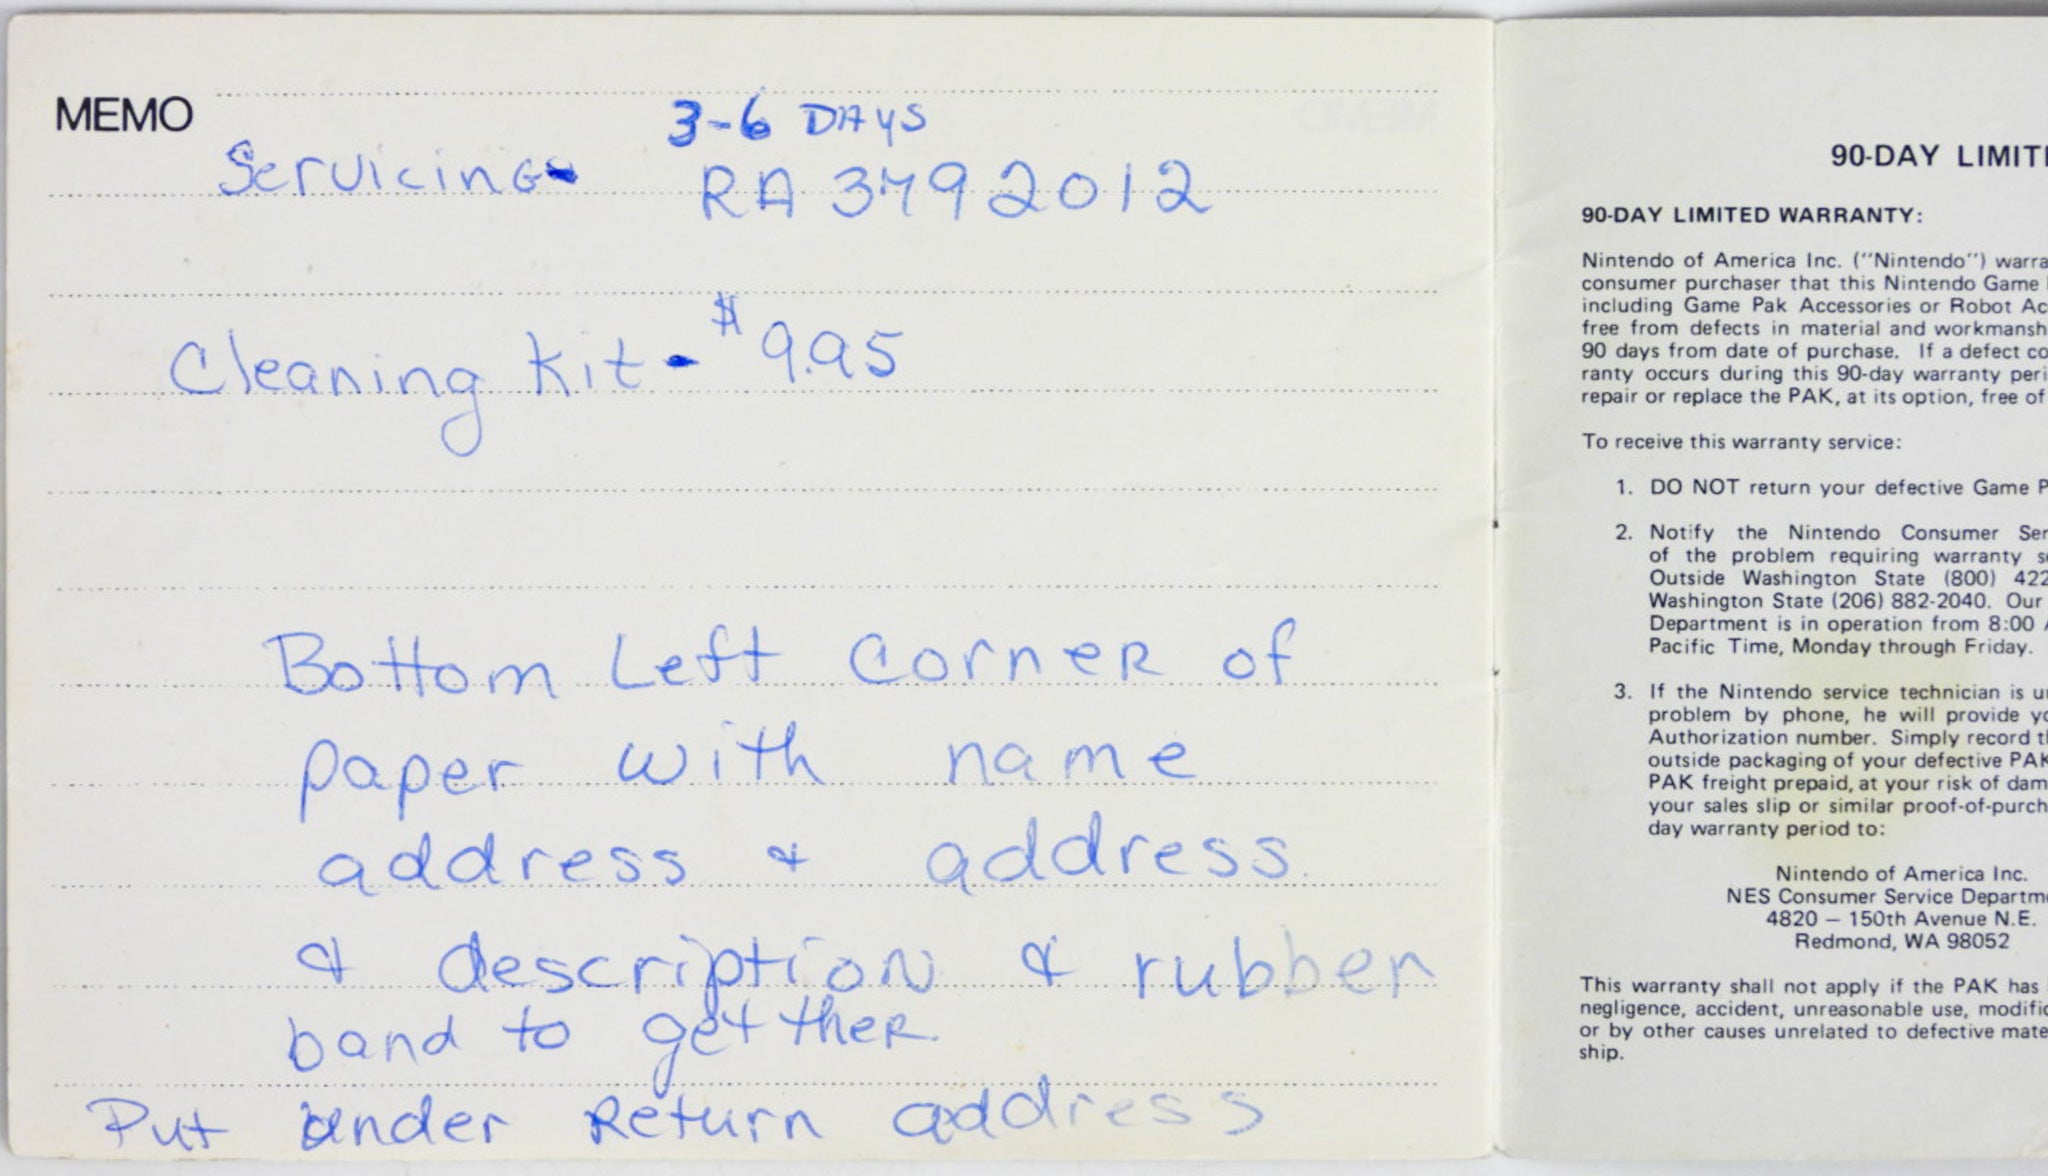 MEMO
3-6 DAYS
Servicing-
RA 3492012
Cleaning Kit - $9.95
Bottom Left Corner of
paper with name
address & address.
& description & rubber
band to getther.
Put under Return address
90-DAY LIMIT
90-DAY LIMITED WARRANTY:
Nintendo of America Inc. ("Nintendo") warra
consumer purchaser that this Nintendo Game
including Game Pak Accessories or Robot Ac
free from defects in material and workmansh
90 days from date of purchase. If a defect co
ranty occurs during this 90-day warranty peri
repair or replace the PAK, at its option, free of
To receive this warranty service:
1. DO NOT return your defective Game P
2. Notify the Nintendo Consumer Ser
of the problem requiring warranty s
Outside Washington State (800) 422
Washington State (206) 882-2040. Our
Department is in operation from 8:00 A
Pacific Time, Monday through Friday.
3. If the Nintendo service technician is u
problem by phone, he will provide yo
Authorization number. Simply record th
outside packaging of your defective PAK
PAK freight prepaid, at your risk of dam
your sales slip or similar proof-of-purch
day warranty period to:
Nintendo of America Inc.
NES Consumer Service Departme
4820 – 150th Avenue N.E.
Redmond, WA 98052
This warranty shall not apply if the PAK has
negligence, accident, unreasonable use, modific
or by other causes unrelated to defective mate
ship.